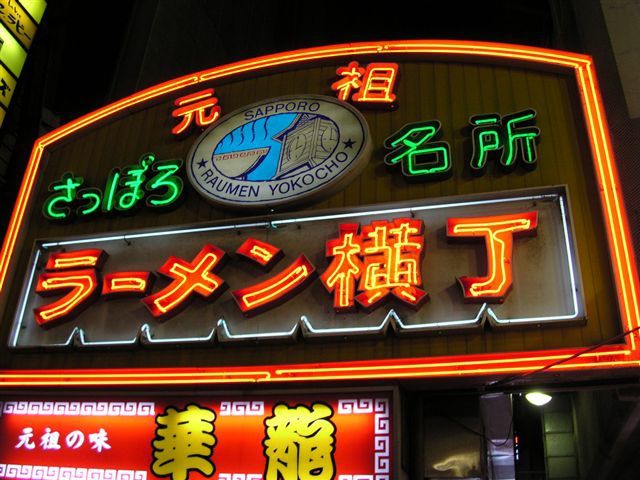 元祖
SAPPORO
RAUMEN YOKOCHO
さっぽろ 名所
ラーメン横丁
元祖の味
華龍